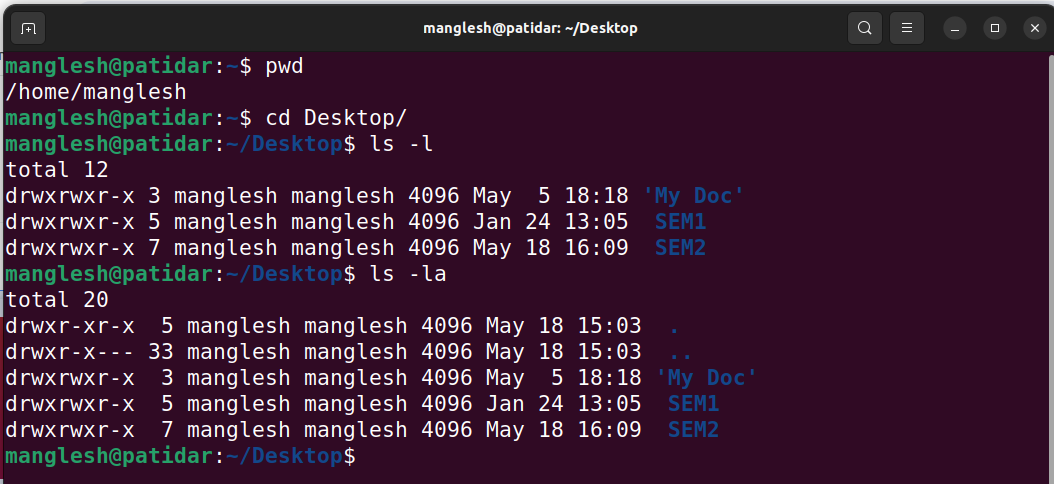 manglesh@patidar: ~/Desktop
manglesh@patidar:~$ pwd
/home/manglesh
manglesh@patidar:~$ cd Desktop/
manglesh@patidar:~/Desktop$ ls -l
total 12
drwxrwxr-x 3 manglesh manglesh 4096 May  5 18:18 'My Doc'
drwxrwxr-x 5 manglesh manglesh 4096 Jan 24 13:05  SEM1
drwxrwxr-x 7 manglesh manglesh 4096 May 18 16:09  SEM2
manglesh@patidar:~/Desktop$ ls -la
total 20
drwxr-xr-x  5 manglesh manglesh 4096 May 18 15:03  .
drwxr-x--- 33 manglesh manglesh 4096 May 18 15:03  ..
drwxrwxr-x  3 manglesh manglesh 4096 May  5 18:18 'My Doc'
drwxrwxr-x  5 manglesh manglesh 4096 Jan 24 13:05  SEM1
drwxrwxr-x  7 manglesh manglesh 4096 May 18 16:09  SEM2
manglesh@patidar:~/Desktop$